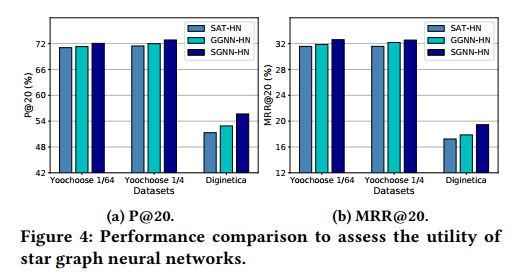 SAT-HN
GGNN-HN
SGNN-HN
P@20 (%)
72
66
60
54
48
42
Yoochoose 1/64 Yoochoose 1/4 Diginetica
Datasets
(a) P@20.
SAT-HN
GGNN-HN
SGNN-HN
MRR@20 (%)
32
28
24
20
16
12
Yoochoose 1/64 Yoochoose 1/4 Diginetica
Datasets
(b) MRR@20.
Figure 4: Performance comparison to assess the utility of
star graph neural networks.